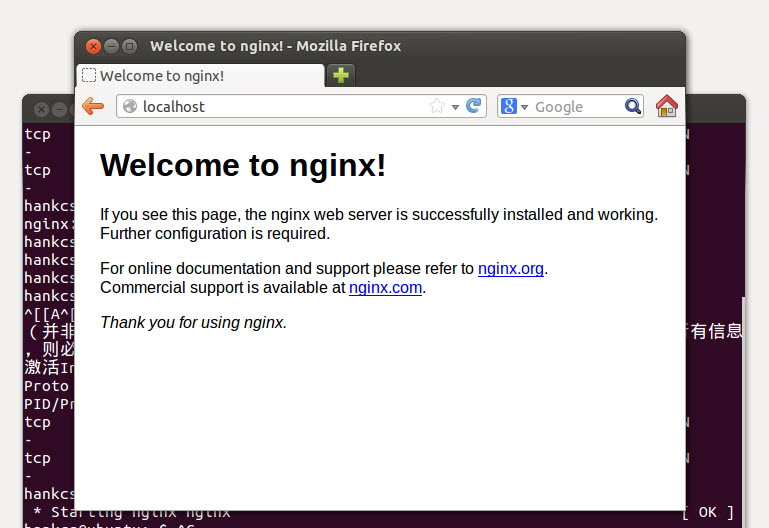 Welcome to nginx! - Mozilla Firefox
Welcome to nginx!
localhost
Google
Welcome to nginx!
If you see this page, the nginx web server is successfully installed and working.
Further configuration is required.
For online documentation and support please refer to nginx.org.
Commercial support is available at nginx.com.
Thank you for using nginx.
tcp
-
tcp
-
hankcs
nginx:
hankcs
hankcs
hankcs
hankcs
^[[A^[
（并非 有信息
，则必
激活In
Proto
PID/Pr
tcp
-
tcp
-
hankcs
* Starting nginx nginx [ OK ]